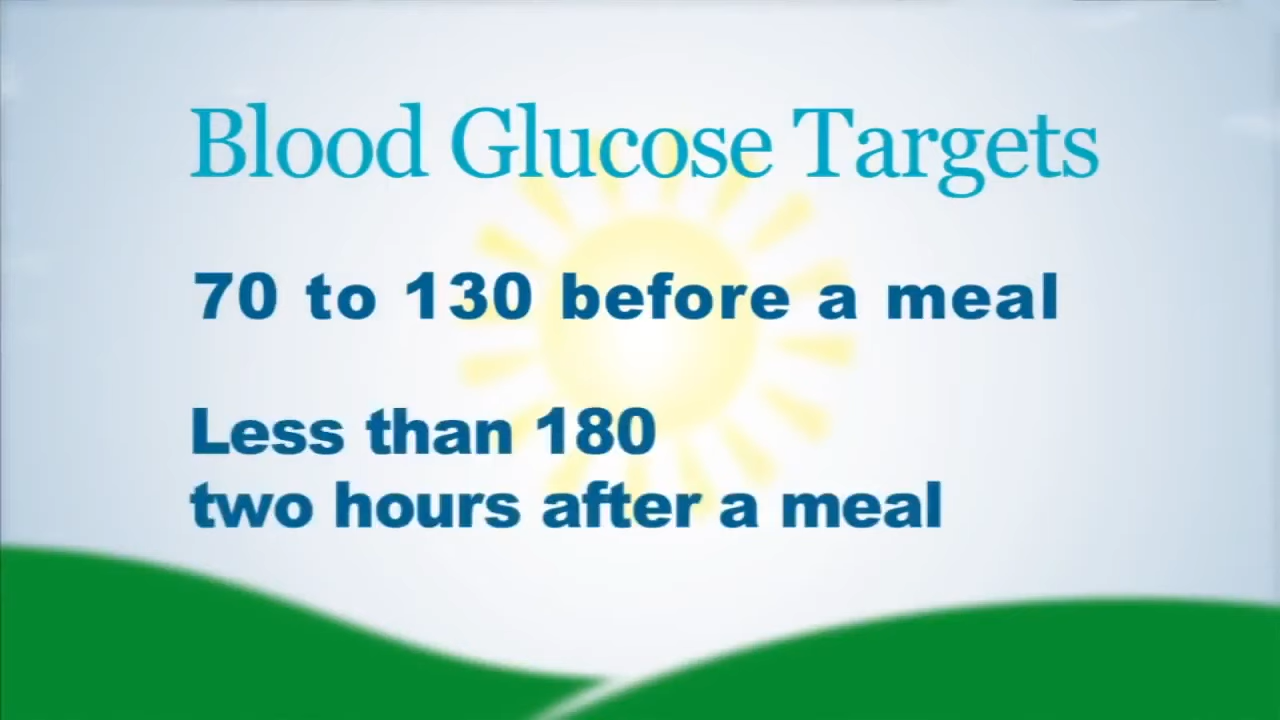 Blood Glucose Targets
70 to 130 before a meal
Less than 180
two hours after a meal